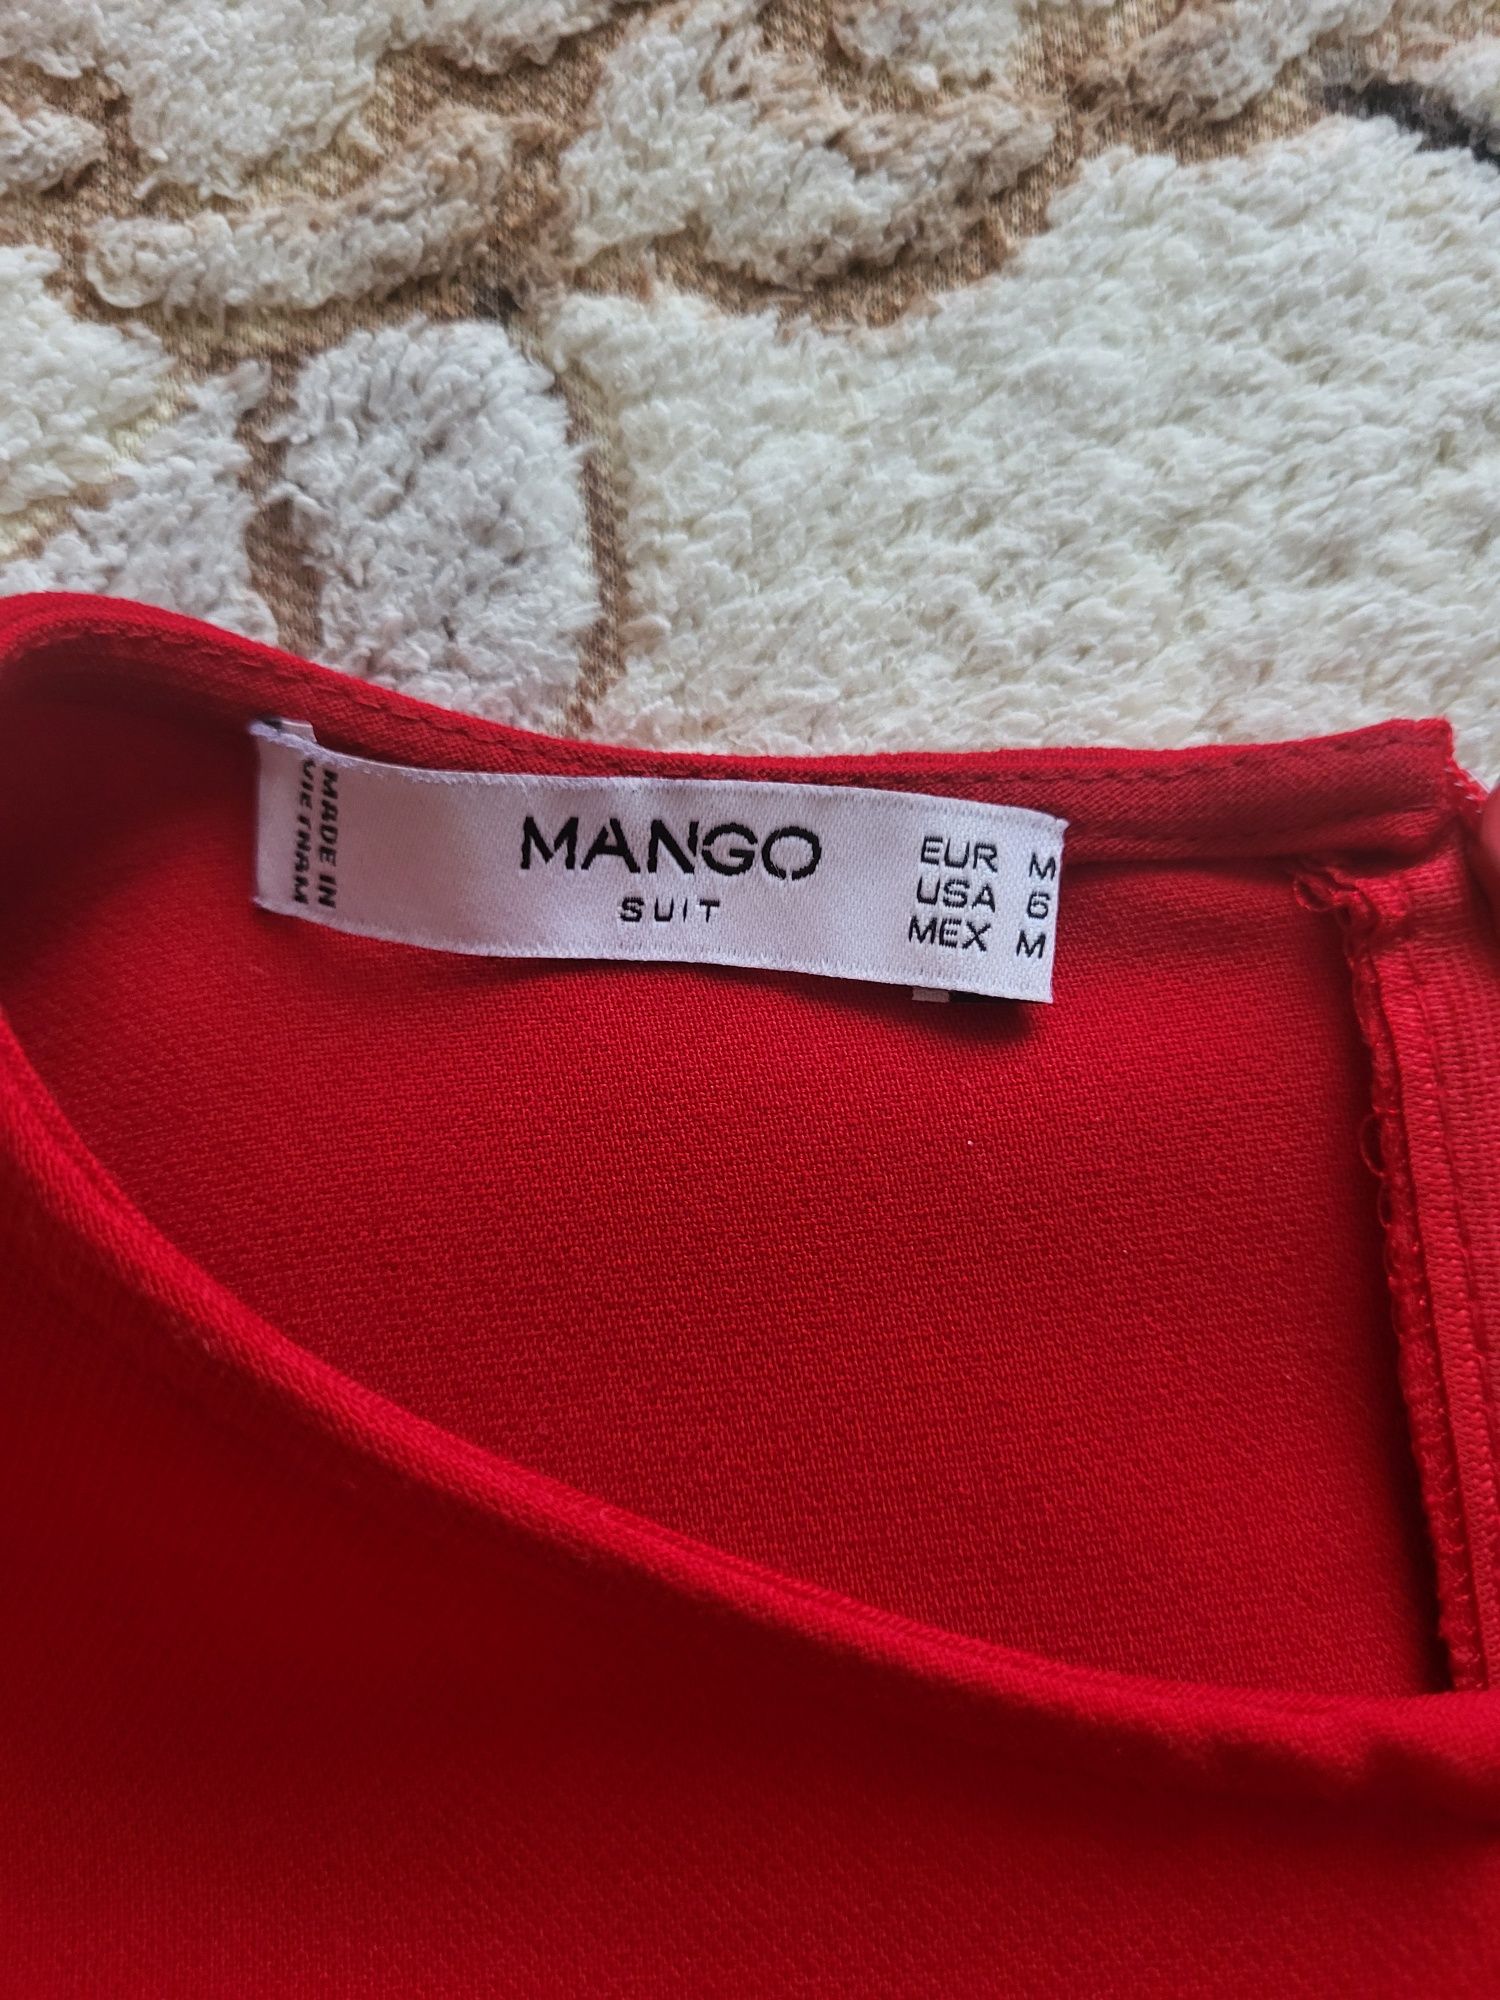 MADE IN
VIETNAM
MANGO
SUIT
EUR M
USA 6
MEX M